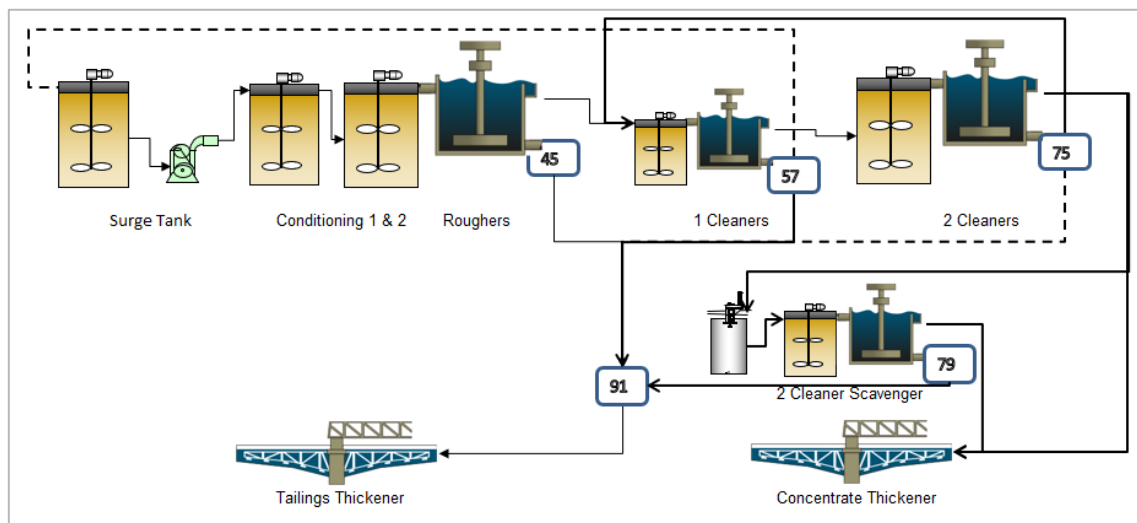 45
57
75
Surge Tank
Conditioning 1 & 2
Roughers
1 Cleaners
2 Cleaners
79
91
2 Cleaner Scavenger
Tailings Thickener
Concentrate Thickener